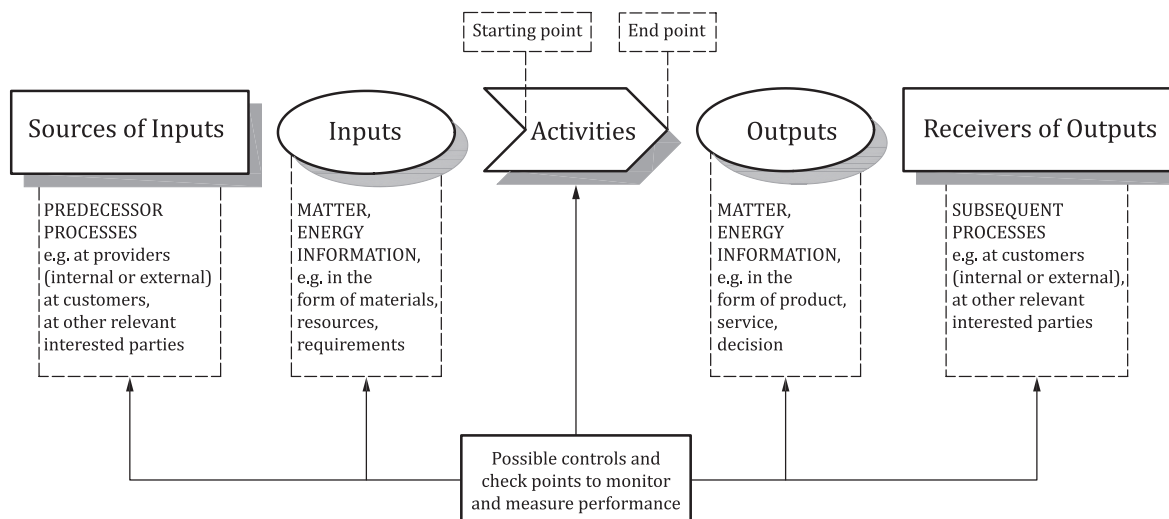 Starting point
End point
Sources of Inputs
Inputs
Activities
Outputs
Receivers of Outputs
PREDECESSOR
PROCESSES
e.g. at providers
(internal or external)
at customers,
at other relevant
interested parties
MATTER,
ENERGY
INFORMATION,
e.g. in the
form of materials,
resources,
requirements
MATTER,
ENERGY
INFORMATION,
e.g. in the
form of product,
service,
decision
SUBSEQUENT
PROCESSES
e.g. at customers
(internal or external),
at other relevant
interested parties
Possible controls and
check points to monitor
and measure performance